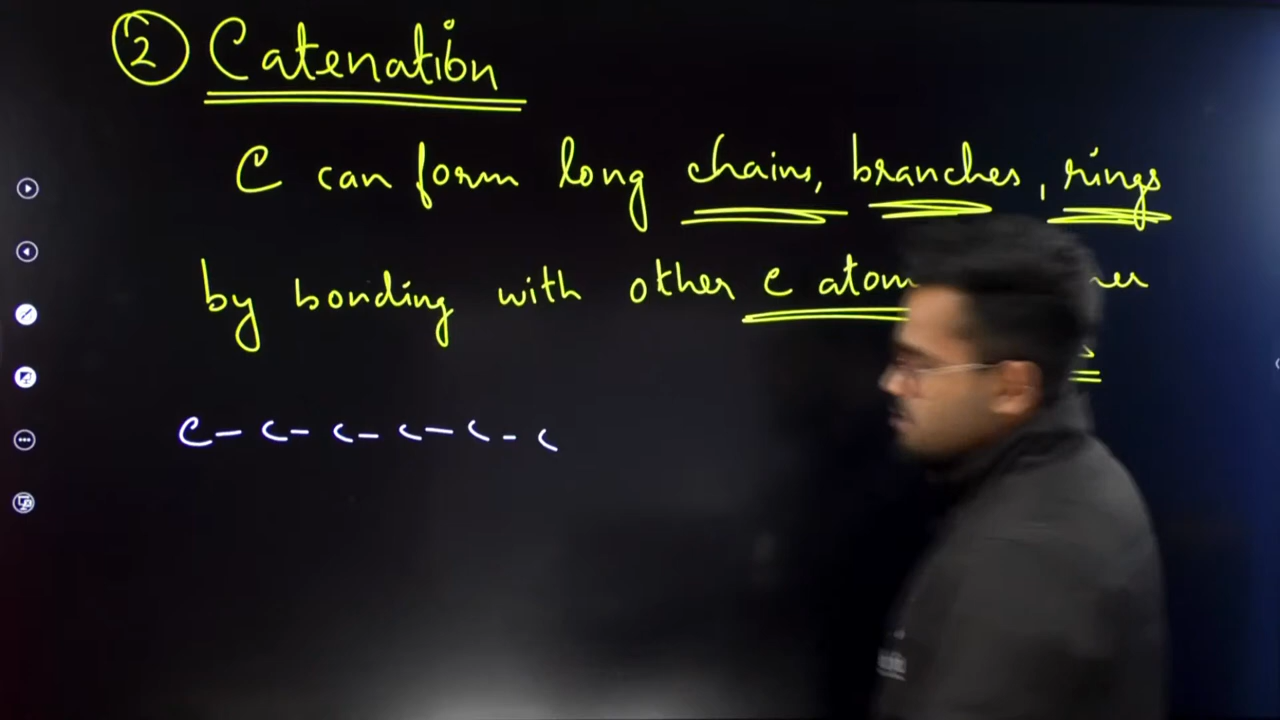 2 Catenation
C can form long chains, branches, rings
by bonding with other C atom
C - C - C - C - C - C